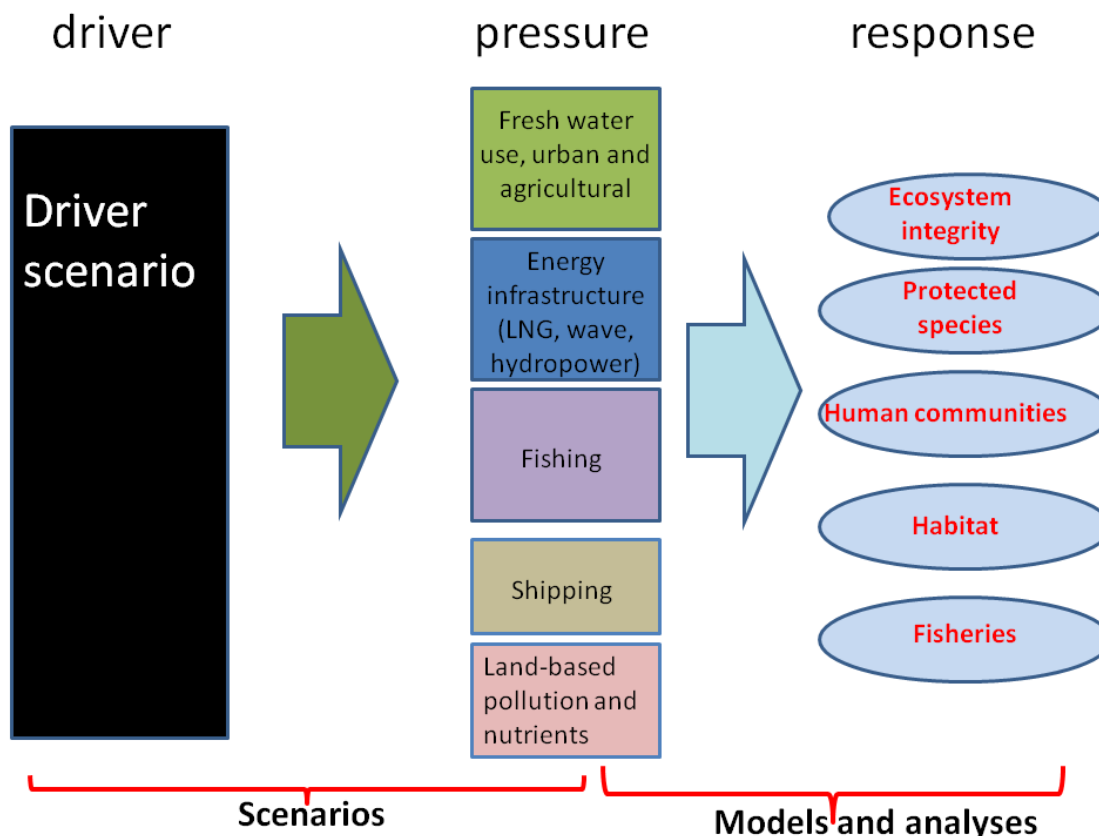 driver
pressure
response
Driver
scenario
Fresh water
use, urban and
agricultural
Energy
infrastructure
(LNG, wave,
hydropower)
Fishing
Shipping
Land-based
pollution and
nutrients
Ecosystem
integrity
Protected
species
Human communities
Habitat
Fisheries
Scenarios
Models and analyses